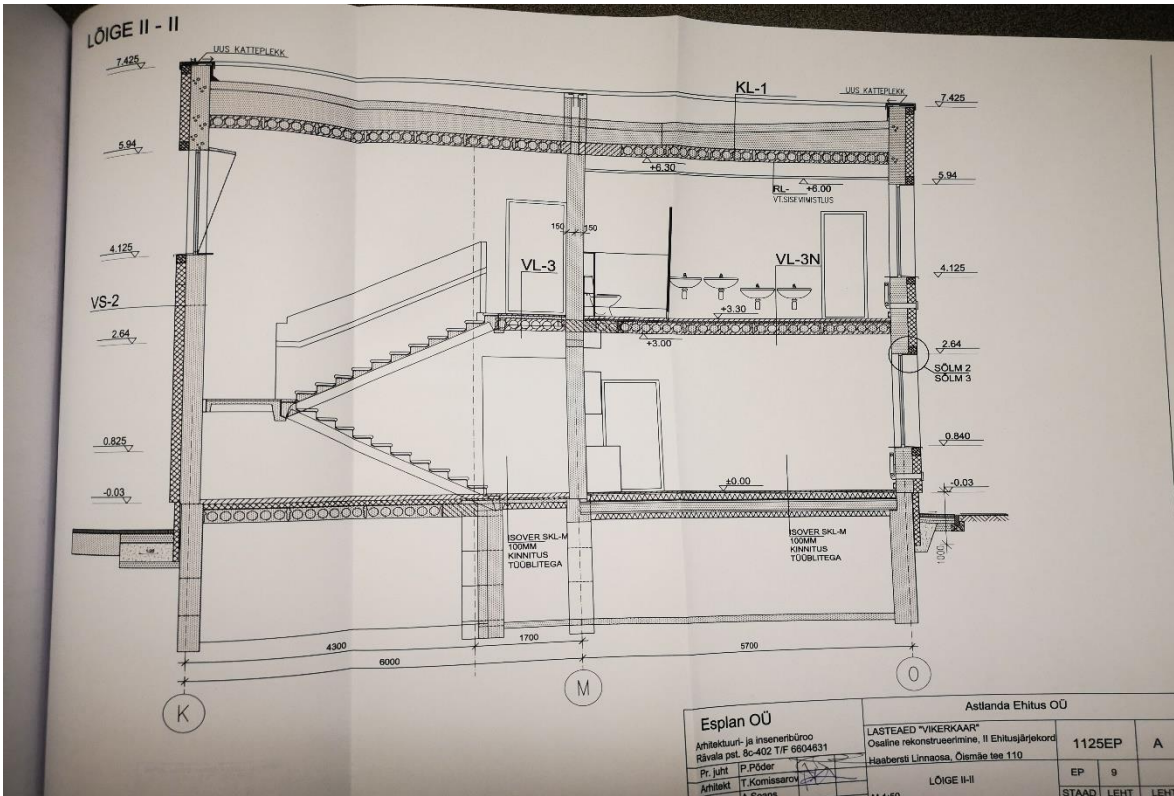 LÕIGE II - II
UUS KATTEPLEKK
7.425
KL-1
UUS KATTEPLEKK
7.425
5.94
+6.30
RL- +6.00
VT.SISEVIIMISTLUS
5.94
150 150
4.125
VL-3
VL-3N
4.125
VS-2
+3.30
2.64
+3.00
2.64
SÕLM 2
SÕLM 3
0.825
0.840
-0.03
±0.00
-0.03
ISOVER SKL-M
100MM
KINNITUS
TÜÜBLITEGA
ISOVER SKL-M
100MM
KINNITUS
TÜÜBLITEGA
1000
4300
1700
5700
6000
K
M
O
Esplan OÜ
Arhitektuuri- ja inseneribüroo
Rävala pst. 8c-402 T/F 6604631
Pr. juht P.Põder
Arhitekt T.Komissarov
Astlanda Ehitus OÜ
LASTEAED "VIKERKAAR"
Osaline rekonstrueerimine, II Ehitusjärjekord
Haabersti Linnaosa, Õismäe tee 110
1125EP A
LÕIGE II-II
EP 9
STAAD LEHT LEHT